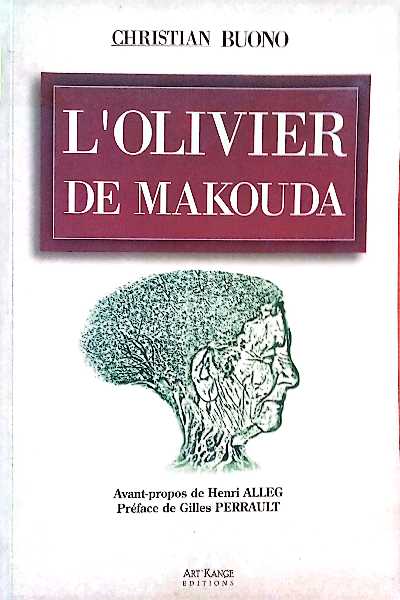 CHRISTIAN BUONO
L'OLIVIER
DE MAKOUDA
Avant-propos de Henri ALLEG
Préface de Gilles PERRAULT
ART KANGE
EDITIONS